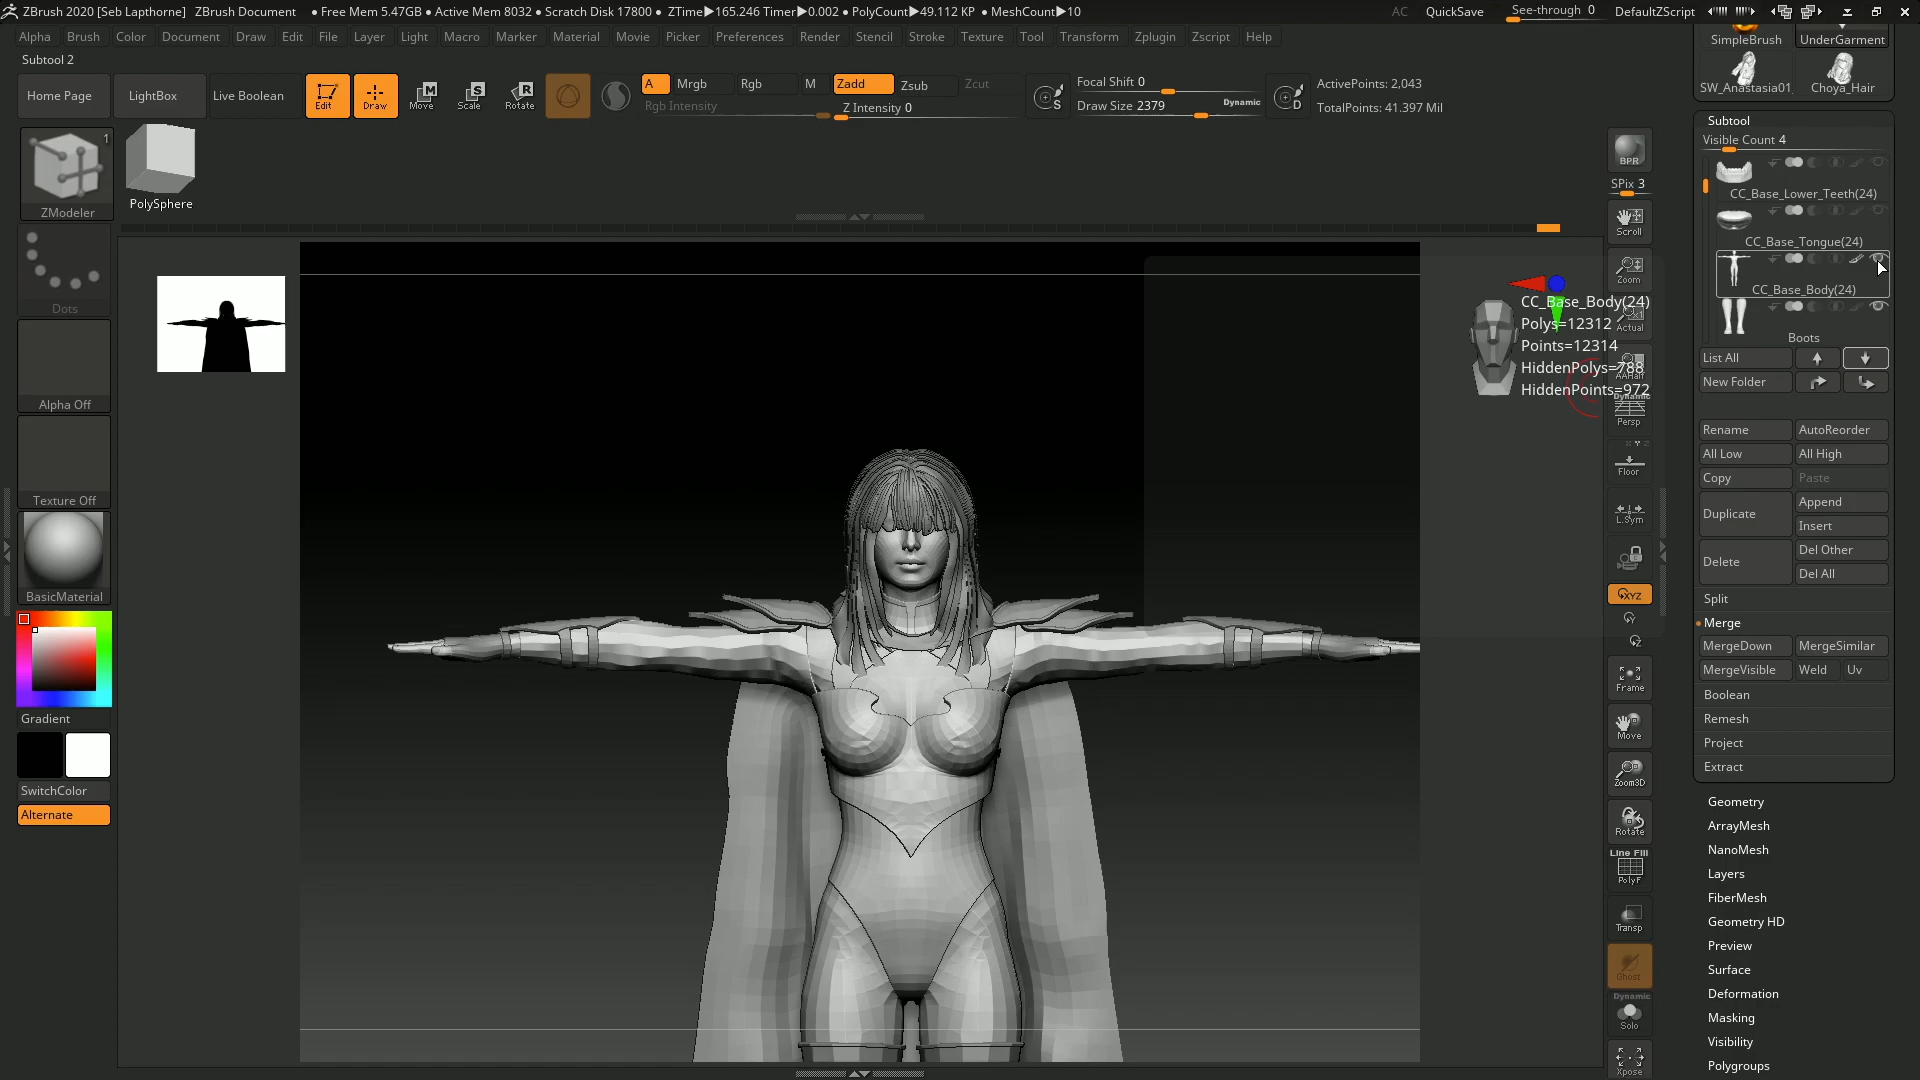 ZBrush 2020 [Seb Lapthorne] ZBrush Document • Free Mem 5.47GB • Active Mem 8032 • Scratch Disk 17800 • ZTime▶165.246 Timer▶0.002 • PolyCount▶49.112 KP • MeshCount▶10 AC QuickSave See-through 0 DefaultZScript
Alpha Brush Color Document Draw Edit File Layer Light Macro Marker Material Movie Picker Preferences Render Stencil Stroke Texture Tool Transform Zplugin Zscript Help
SimpleBrush UnderGarment
SW_Anastasia01 Choya_Hair
Subtool 2
Home Page LightBox Live Boolean Edit Draw Move Scale Rotate
A Mrgb Rgb M Zadd Zsub Zcut
Rgb Intensity Z Intensity 0
Focal Shift 0
Draw Size 2379 Dynamic
ActivePoints: 2,043
TotalPoints: 41.397 Mil
1
ZModeler
PolySphere
Dots
Alpha Off
Texture Off
BasicMaterial
Gradient
SwitchColor
Alternate
CC_Base_Body(24)
Polys=12312
Points=12314
HiddenPolys=788
HiddenPoints=972
BPR
SPix 3
Scroll
Zoom
Actual
AAHalf
Dynamic
Persp
Floor
L.Sym
XYZ
Frame
Move
Zoom3D
Rotate
Line Fill
PolyF
Transp
Ghost
Dynamic
Solo
Xpose
Subtool
Visible Count 4
CC_Base_Lower_Teeth(24)
CC_Base_Tongue(24)
CC_Base_Body(24)
Boots
List All
New Folder
Rename AutoReorder
All Low All High
Copy Paste
Duplicate Append
Insert
Delete Del Other
Del All
Split
Merge
MergeDown MergeSimilar
MergeVisible Weld Uv
Boolean
Remesh
Project
Extract
Geometry
ArrayMesh
NanoMesh
Layers
FiberMesh
Geometry HD
Preview
Surface
Deformation
Masking
Visibility
Polygroups